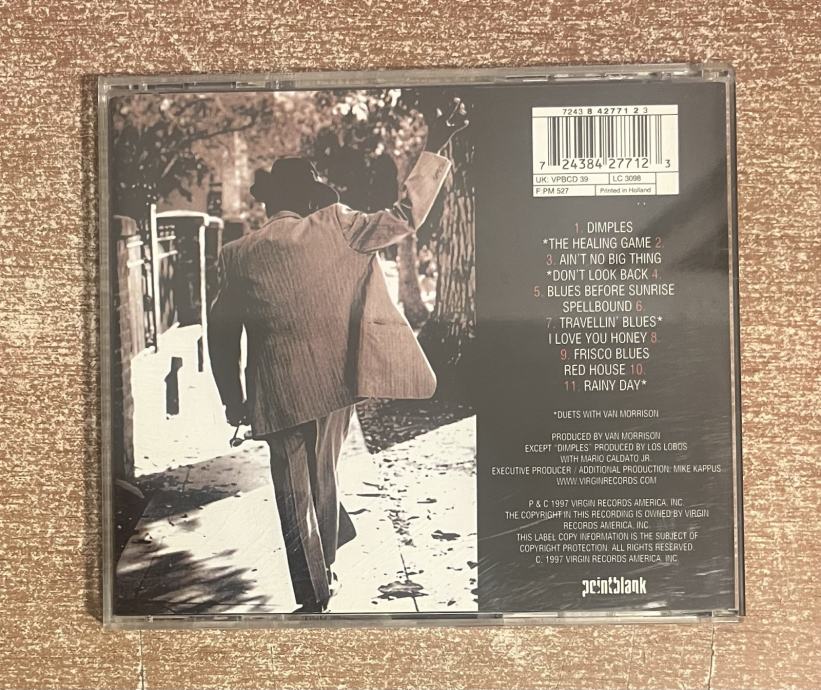 7243 8 42771 2 3
7 24384 27712 3
UK: VPBCD 39 LC 3098
F:PM 527 Printed in Holland
1. DIMPLES
*THE HEALING GAME 2.
3. AIN'T NO BIG THING
*DON'T LOOK BACK 4.
5. BLUES BEFORE SUNRISE
SPELLBOUND 6.
7. TRAVELLIN' BLUES*
I LOVE YOU HONEY 8.
9. FRISCO BLUES
RED HOUSE 10.
11. RAINY DAY*
*DUETS WITH VAN MORRISON
PRODUCED BY VAN MORRISON
EXCEPT "DIMPLES" PRODUCED BY LOS LOBOS
WITH MARIO CALDATO JR.
EXECUTIVE PRODUCER / ADDITIONAL PRODUCTION: MIKE KAPPUS
WWW.VIRGINRECORDS.COM
P & C 1997 VIRGIN RECORDS AMERICA, INC.
THE COPYRIGHT IN THIS RECORDING IS OWNED BY VIRGIN
RECORDS AMERICA, INC.
THIS LABEL COPY INFORMATION IS THE SUBJECT OF
COPYRIGHT PROTECTION. ALL RIGHTS RESERVED.
C. 1997 VIRGIN RECORDS AMERICA, INC.
pointblank